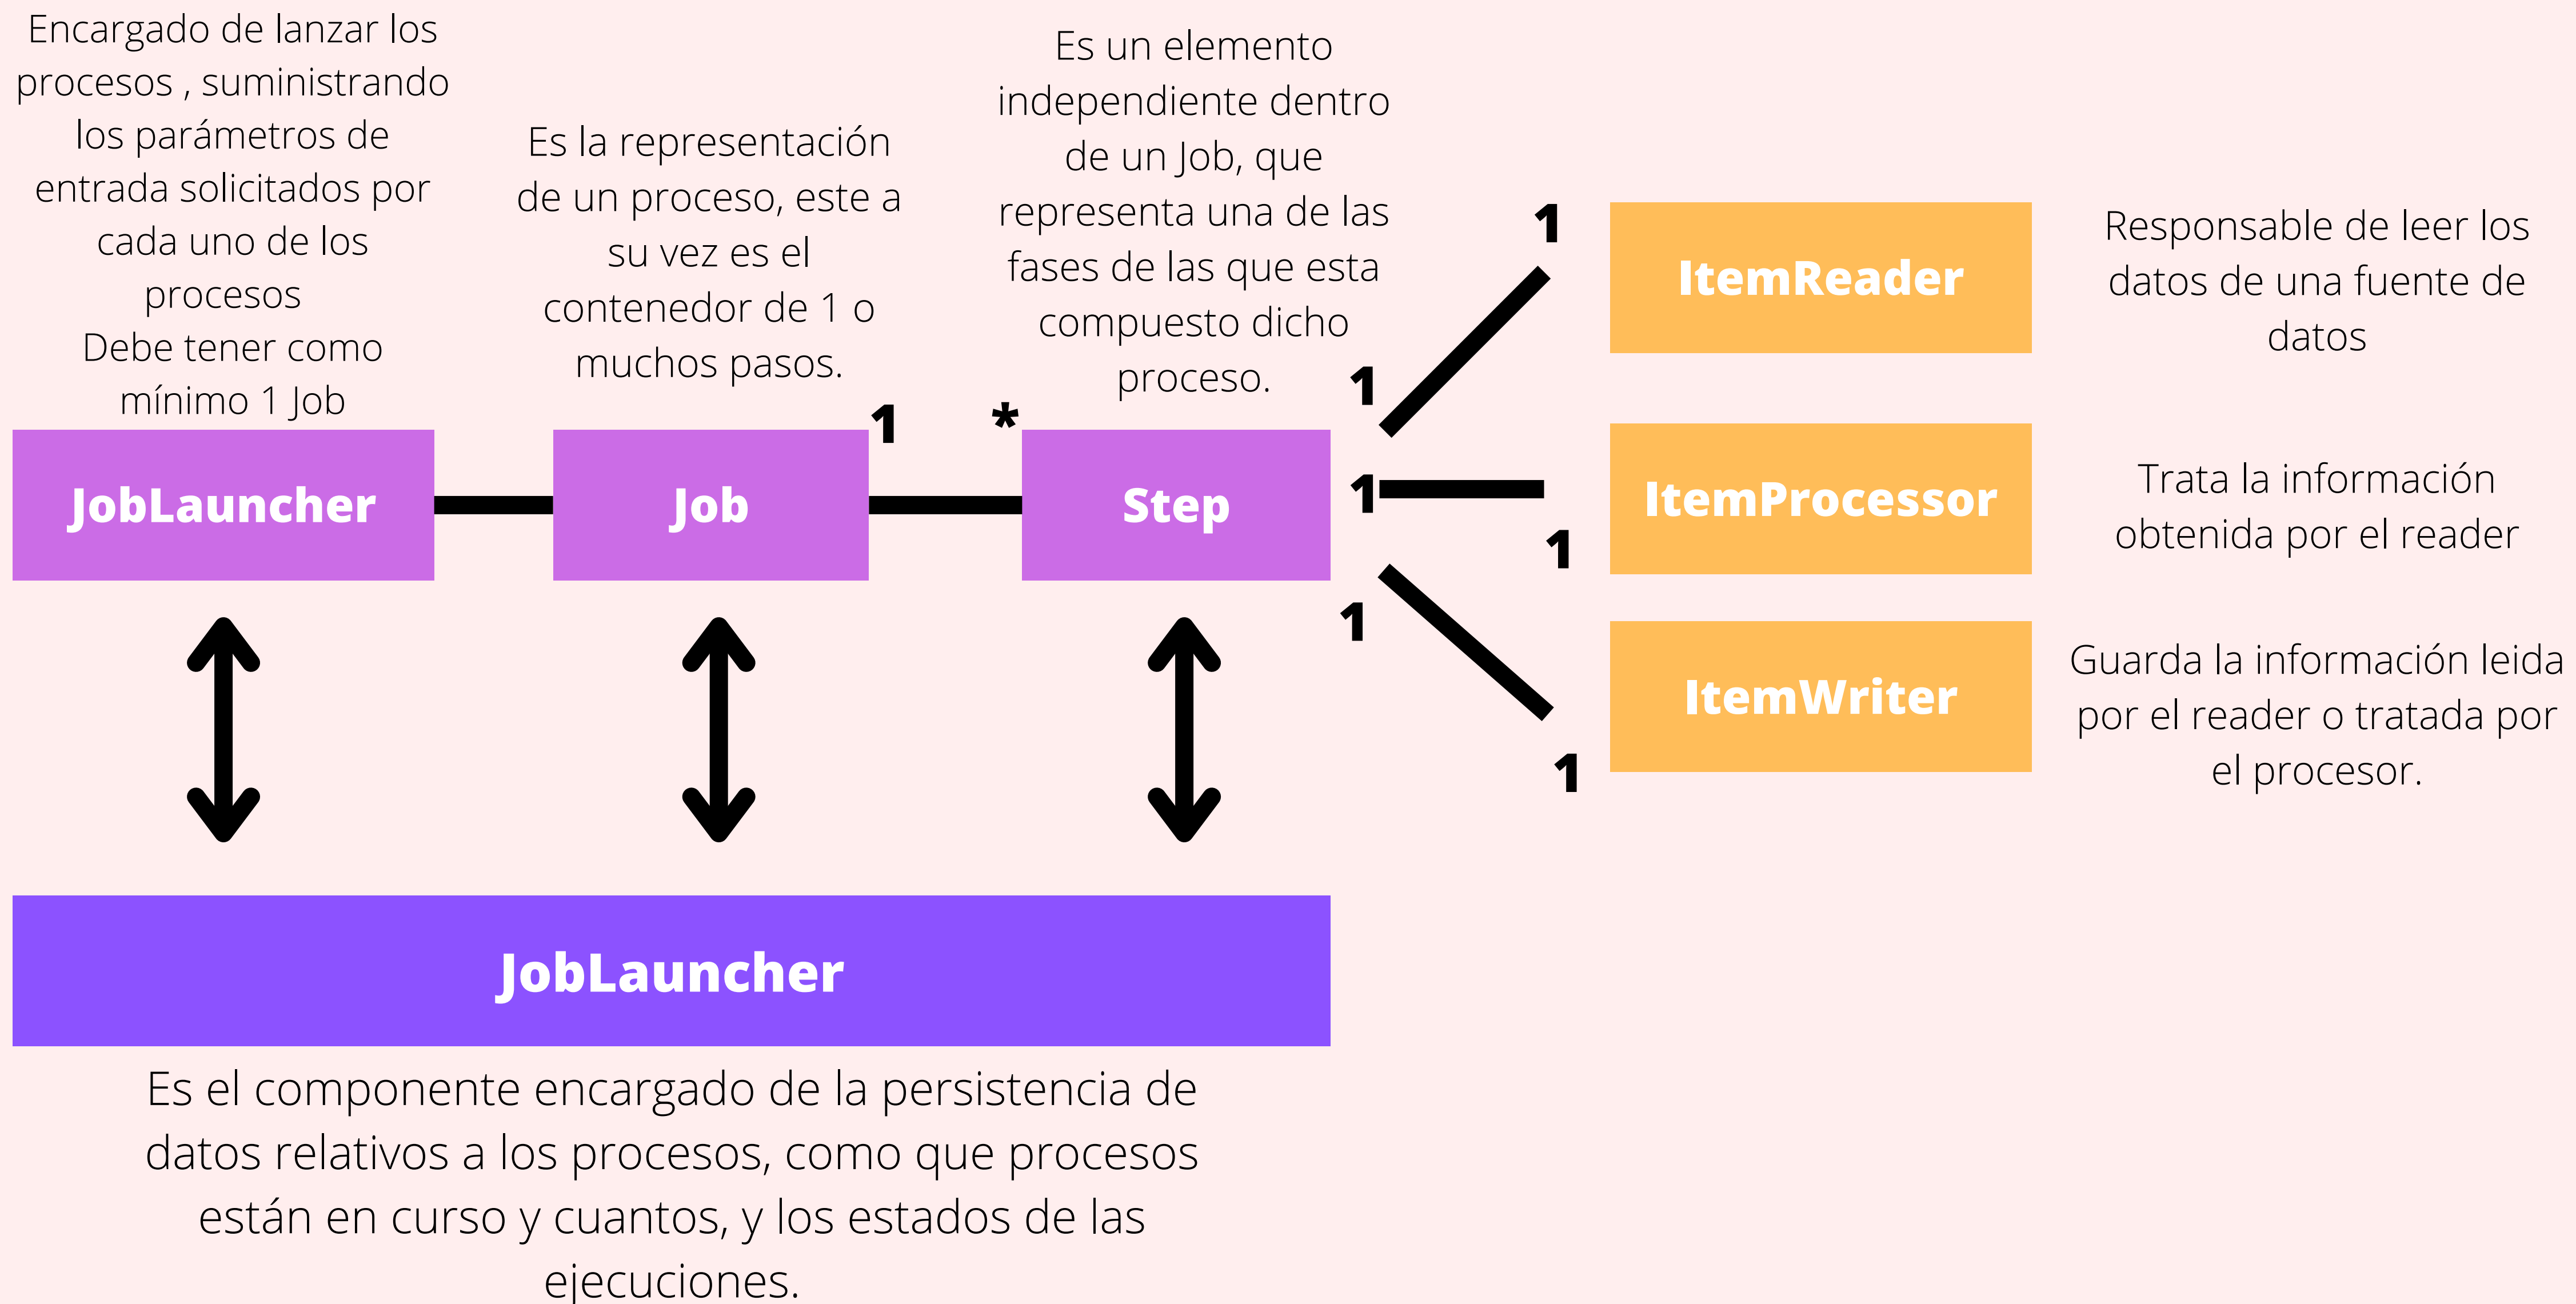 Encargado de lanzar los
procesos , suministrando
los parámetros de
entrada solicitados por
cada uno de los
procesos
Debe tener como
mínimo 1 Job
JobLauncher
Es la representación
de un proceso, este a
su vez es el
contenedor de 1 o
muchos pasos.
Job
1
*
Es un elemento
independiente dentro
de un Job, que
representa una de las
fases de las que esta
compuesto dicho
proceso.
Step
1
1
ItemReader
Responsable de leer los
datos de una fuente de
datos
1
1
ItemProcessor
Trata la información
obtenida por el reader
1
1
ItemWriter
Guarda la información leida
por el reader o tratada por
el procesor.
JobLauncher
Es el componente encargado de la persistencia de
datos relativos a los procesos, como que procesos
están en curso y cuantos, y los estados de las
ejecuciones.